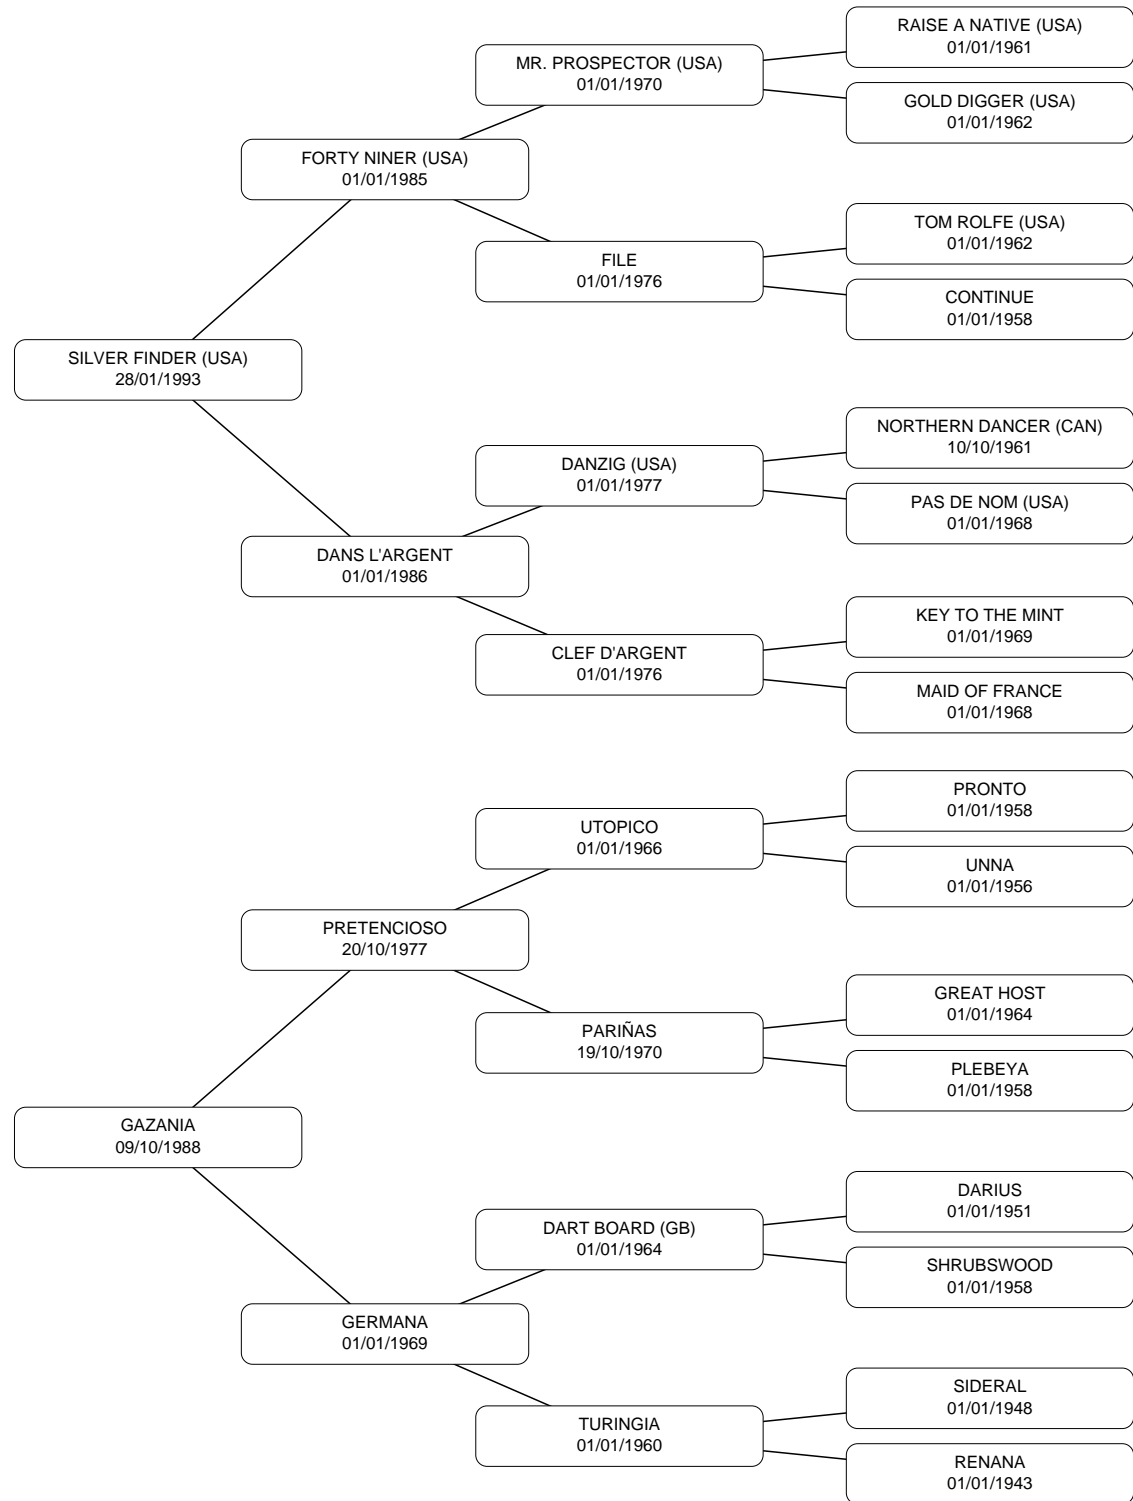 RAISE A NATIVE (USA)
01/01/1961
MR. PROSPECTOR (USA)
01/01/1970
GOLD DIGGER (USA)
01/01/1962
FORTY NINER (USA)
01/01/1985
TOM ROLFE (USA)
01/01/1962
FILE
01/01/1976
CONTINUE
01/01/1958
SILVER FINDER (USA)
28/01/1993
NORTHERN DANCER (CAN)
10/10/1961
DANZIG (USA)
01/01/1977
PAS DE NOM (USA)
01/01/1968
DANS L'ARGENT
01/01/1986
KEY TO THE MINT
01/01/1969
CLEF D'ARGENT
01/01/1976
MAID OF FRANCE
01/01/1968
PRONTO
01/01/1958
UTOPICO
01/01/1966
UNNA
01/01/1956
PRETENCIOSO
20/10/1977
GREAT HOST
01/01/1964
PARIÑAS
19/10/1970
PLEBEYA
01/01/1958
GAZANIA
09/10/1988
DARIUS
01/01/1951
DART BOARD (GB)
01/01/1964
SHRUBSWOOD
01/01/1958
GERMANA
01/01/1969
SIDERAL
01/01/1948
TURINGIA
01/01/1960
RENANA
01/01/1943